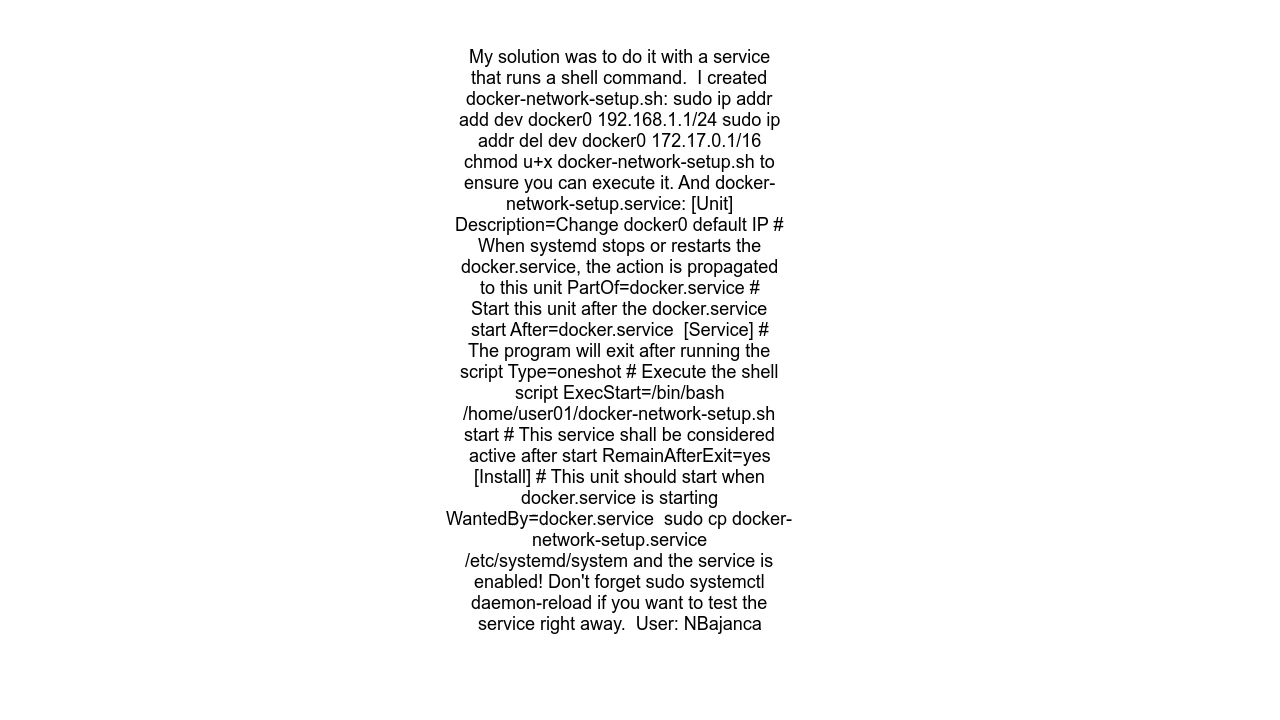 My solution was to do it with a service
that runs a shell command.  I created
docker-network-setup.sh: sudo ip addr
add dev docker0 192.168.1.1/24 sudo ip
addr del dev docker0 172.17.0.1/16
chmod u+x docker-network-setup.sh to
ensure you can execute it. And docker-
network-setup.service: [Unit]
Description=Change docker0 default IP #
When systemd stops or restarts the
docker.service, the action is propagated
to this unit PartOf=docker.service #
Start this unit after the docker.service
start After=docker.service  [Service] #
The program will exit after running the
script Type=oneshot # Execute the shell
script ExecStart=/bin/bash
/home/user01/docker-network-setup.sh
start # This service shall be considered
active after start RemainAfterExit=yes
[Install] # This unit should start when
docker.service is starting
WantedBy=docker.service  sudo cp docker-
network-setup.service
/etc/systemd/system and the service is
enabled! Don't forget sudo systemctl
daemon-reload if you want to test the
service right away.  User: NBajanca